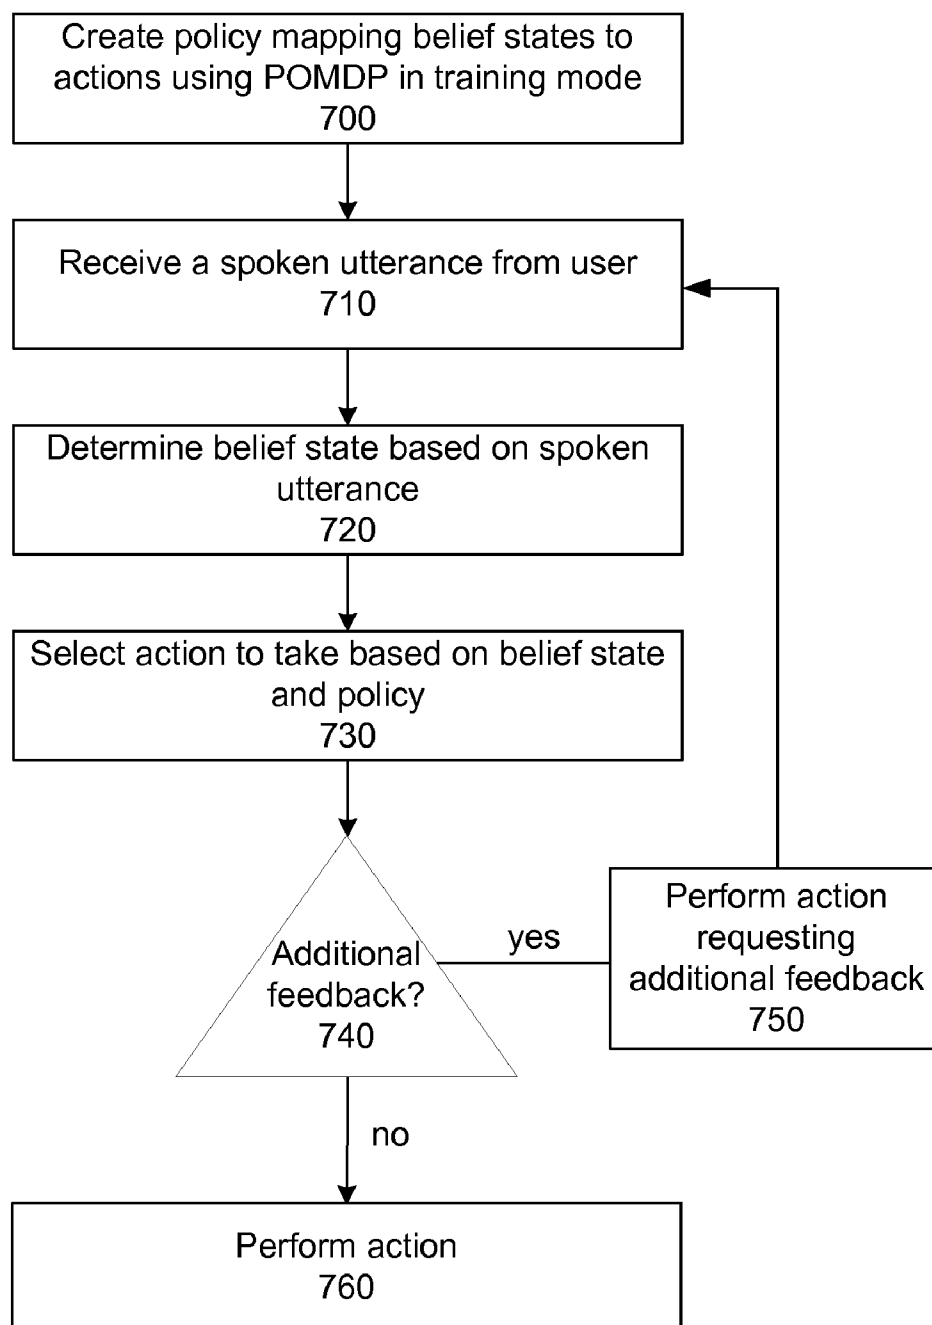 Create policy mapping belief states to
actions using POMDP in training mode
700
Receive a spoken utterance from user
710
Determine belief state based on spoken
utterance
720
Select action to take based on belief state
and policy
730
Additional
feedback?
740
yes
Perform action
requesting
additional feedback
750
no
Perform action
760